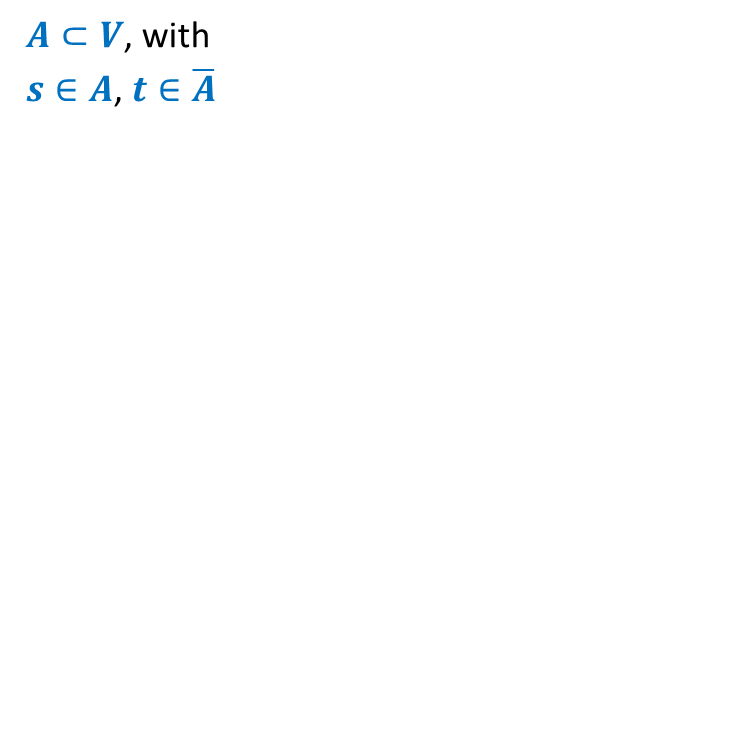 A ⊂ V, with
s ∈ A, t ∈ A̅